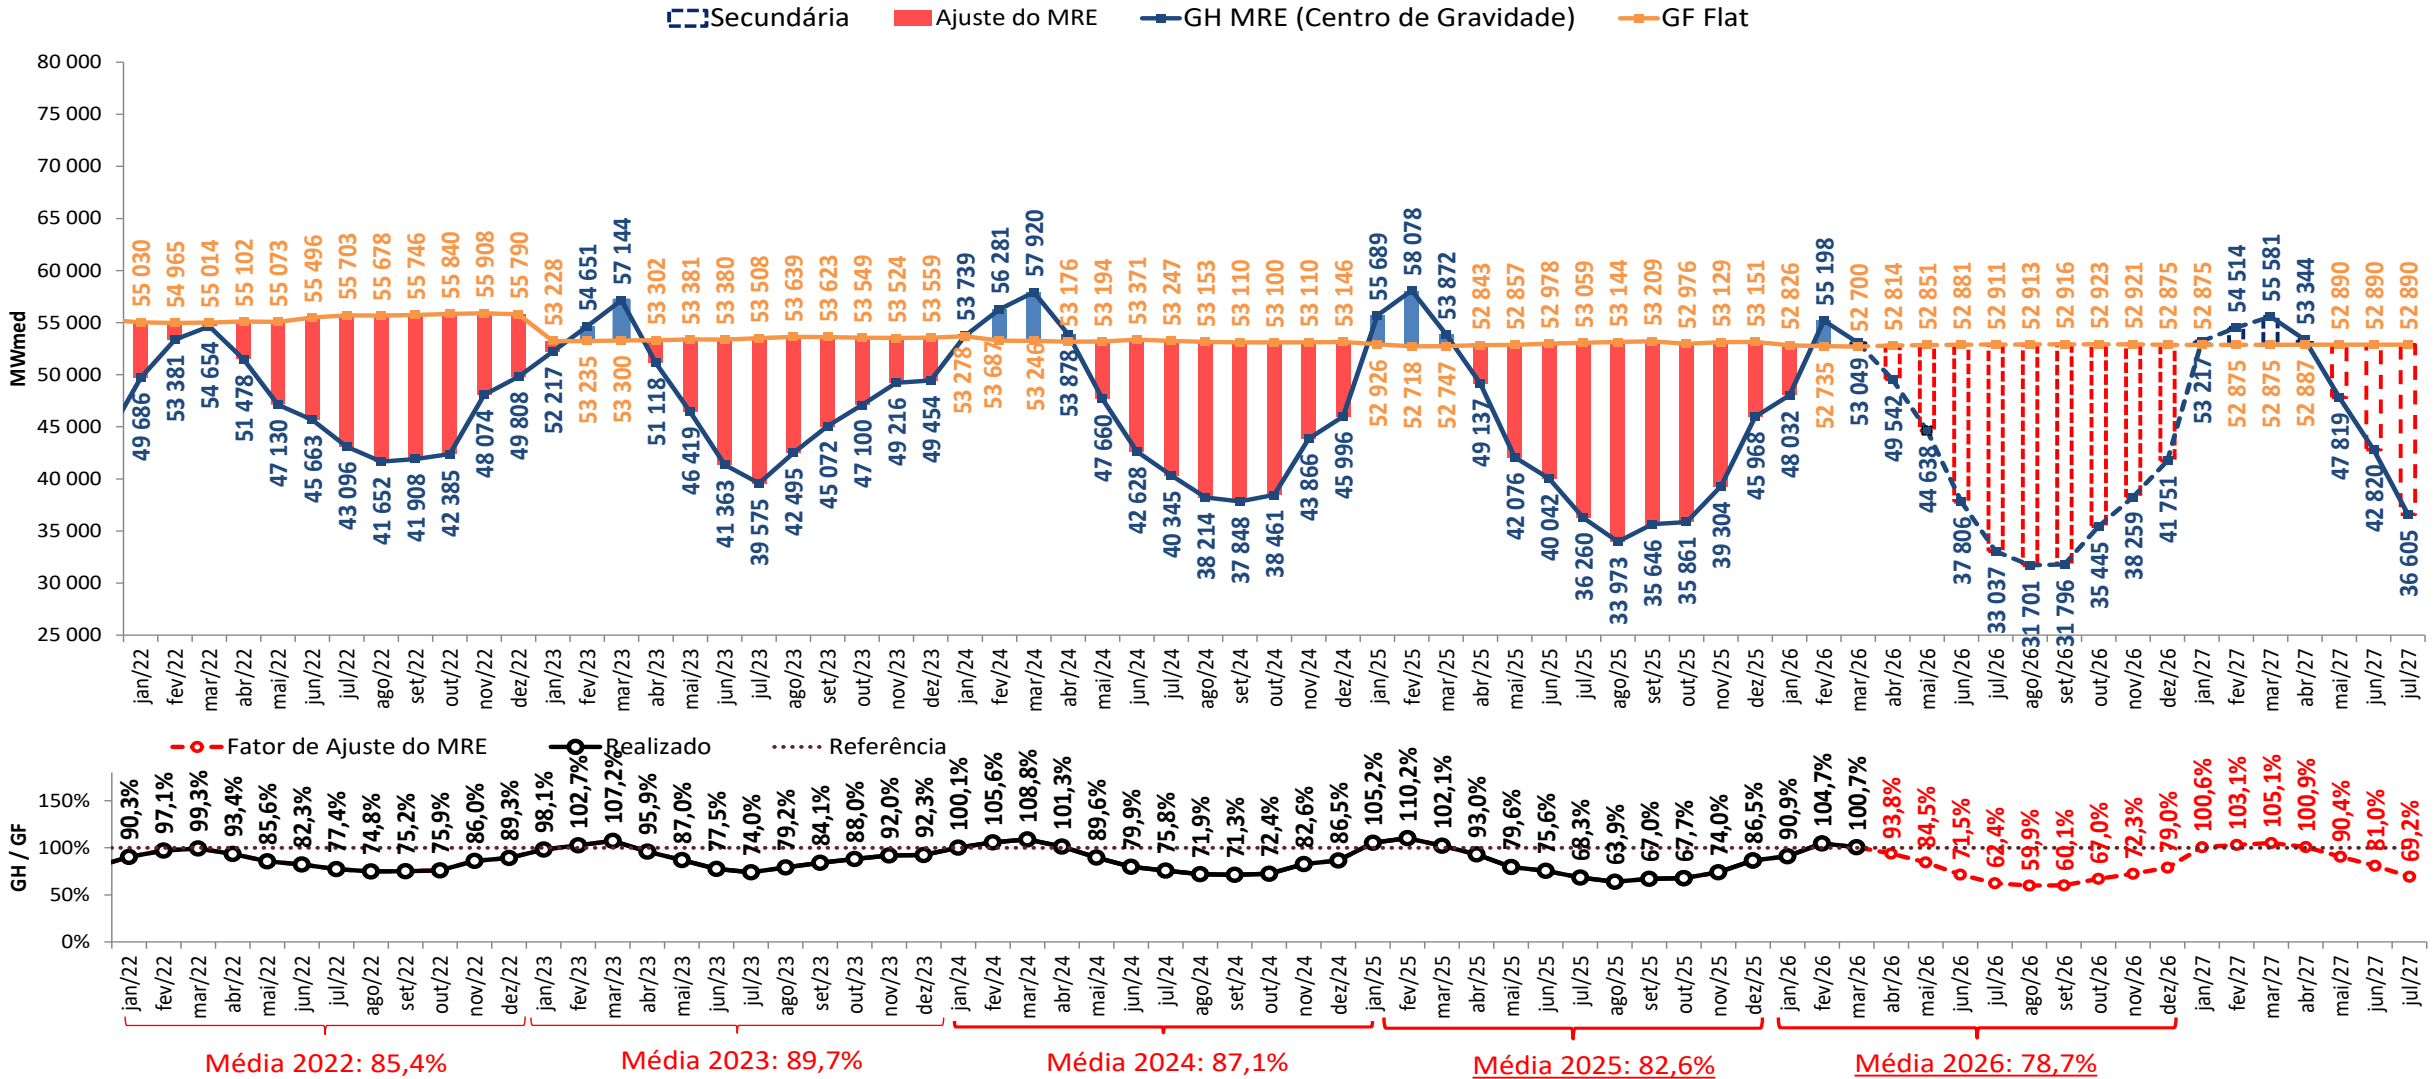 Secundária Ajuste do MRE GH MRE (Centro de Gravidade) GF Flat
MWmed
80 000
75 000
70 000
65 000
60 000
55 000
50 000
45 000
40 000
35 000
30 000
25 000
55 030 54 965 55 014 55 102 55 073 55 496 55 703 55 678 55 746 55 840 55 908 55 790 53 228 54 651 57 144 53 302 53 381 53 380 53 508 53 639 53 623 53 549 53 524 53 559 53 739 56 281 57 920 53 176 53 194 53 371 53 247 53 153 53 110 53 100 53 110 53 146 55 689 58 078 53 872 52 843 52 857 52 978 53 059 53 144 53 209 52 976 53 129 53 151 52 826 55 198 52 700 52 814 52 851 52 881 52 911 52 913 52 916 52 923 52 921 52 875 52 875 54 514 55 581 53 344 52 890 52 890 52 890
49 686 53 381 54 654 51 478 47 130 45 663 43 096 41 652 41 908 42 385 48 074 49 808 52 217 53 235 53 300 51 118 46 419 41 363 39 575 42 495 45 072 47 100 49 216 49 454 53 278 53 687 53 246 53 878 47 660 42 628 40 345 38 214 37 848 38 461 43 866 45 996 52 926 52 718 52 747 49 137 42 076 40 042 36 260 33 973 35 646 35 861 39 304 45 968 48 032 52 735 53 049 49 542 44 638 37 806 33 037 31 701 31 796 35 445 38 259 41 751 53 217 52 875 52 875 52 887 47 819 42 820 36 605
jan/22 fev/22 mar/22 abr/22 mai/22 jun/22 jul/22 ago/22 set/22 out/22 nov/22 dez/22 jan/23 fev/23 mar/23 abr/23 mai/23 jun/23 jul/23 ago/23 set/23 out/23 nov/23 dez/23 jan/24 fev/24 mar/24 abr/24 mai/24 jun/24 jul/24 ago/24 set/24 out/24 nov/24 dez/24 jan/25 fev/25 mar/25 abr/25 mai/25 jun/25 jul/25 ago/25 set/25 out/25 nov/25 dez/25 jan/26 fev/26 mar/26 abr/26 mai/26 jun/26 jul/26 ago/26 set/26 out/26 nov/26 dez/26 jan/27 fev/27 mar/27 abr/27 mai/27 jun/27 jul/27
Fator de Ajuste do MRE Realizado Referência
GH / GF
150%
100%
50%
0%
90,3% 97,1% 99,3% 93,4% 85,6% 82,3% 77,4% 74,8% 75,2% 75,9% 86,0% 89,3% 98,1% 102,7% 107,2% 95,9% 87,0% 77,5% 74,0% 79,2% 84,1% 88,0% 92,0% 92,3% 100,1% 105,6% 108,8% 101,3% 89,6% 79,9% 75,8% 71,9% 71,3% 72,4% 82,6% 86,5% 105,2% 110,2% 102,1% 93,0% 79,6% 75,6% 68,3% 63,9% 67,0% 67,7% 74,0% 86,5% 90,9% 104,7% 100,7% 93,8% 84,5% 71,5% 62,4% 59,9% 60,1% 67,0% 72,3% 79,0% 100,6% 103,1% 105,1% 100,9% 90,4% 81,0% 69,2%
jan/22 fev/22 mar/22 abr/22 mai/22 jun/22 jul/22 ago/22 set/22 out/22 nov/22 dez/22 jan/23 fev/23 mar/23 abr/23 mai/23 jun/23 jul/23 ago/23 set/23 out/23 nov/23 dez/23 jan/24 fev/24 mar/24 abr/24 mai/24 jun/24 jul/24 ago/24 set/24 out/24 nov/24 dez/24 jan/25 fev/25 mar/25 abr/25 mai/25 jun/25 jul/25 ago/25 set/25 out/25 nov/25 dez/25 jan/26 fev/26 mar/26 abr/26 mai/26 jun/26 jul/26 ago/26 set/26 out/26 nov/26 dez/26 jan/27 fev/27 mar/27 abr/27 mai/27 jun/27 jul/27
Média 2022: 85,4% Média 2023: 89,7% Média 2024: 87,1% Média 2025: 82,6% Média 2026: 78,7%